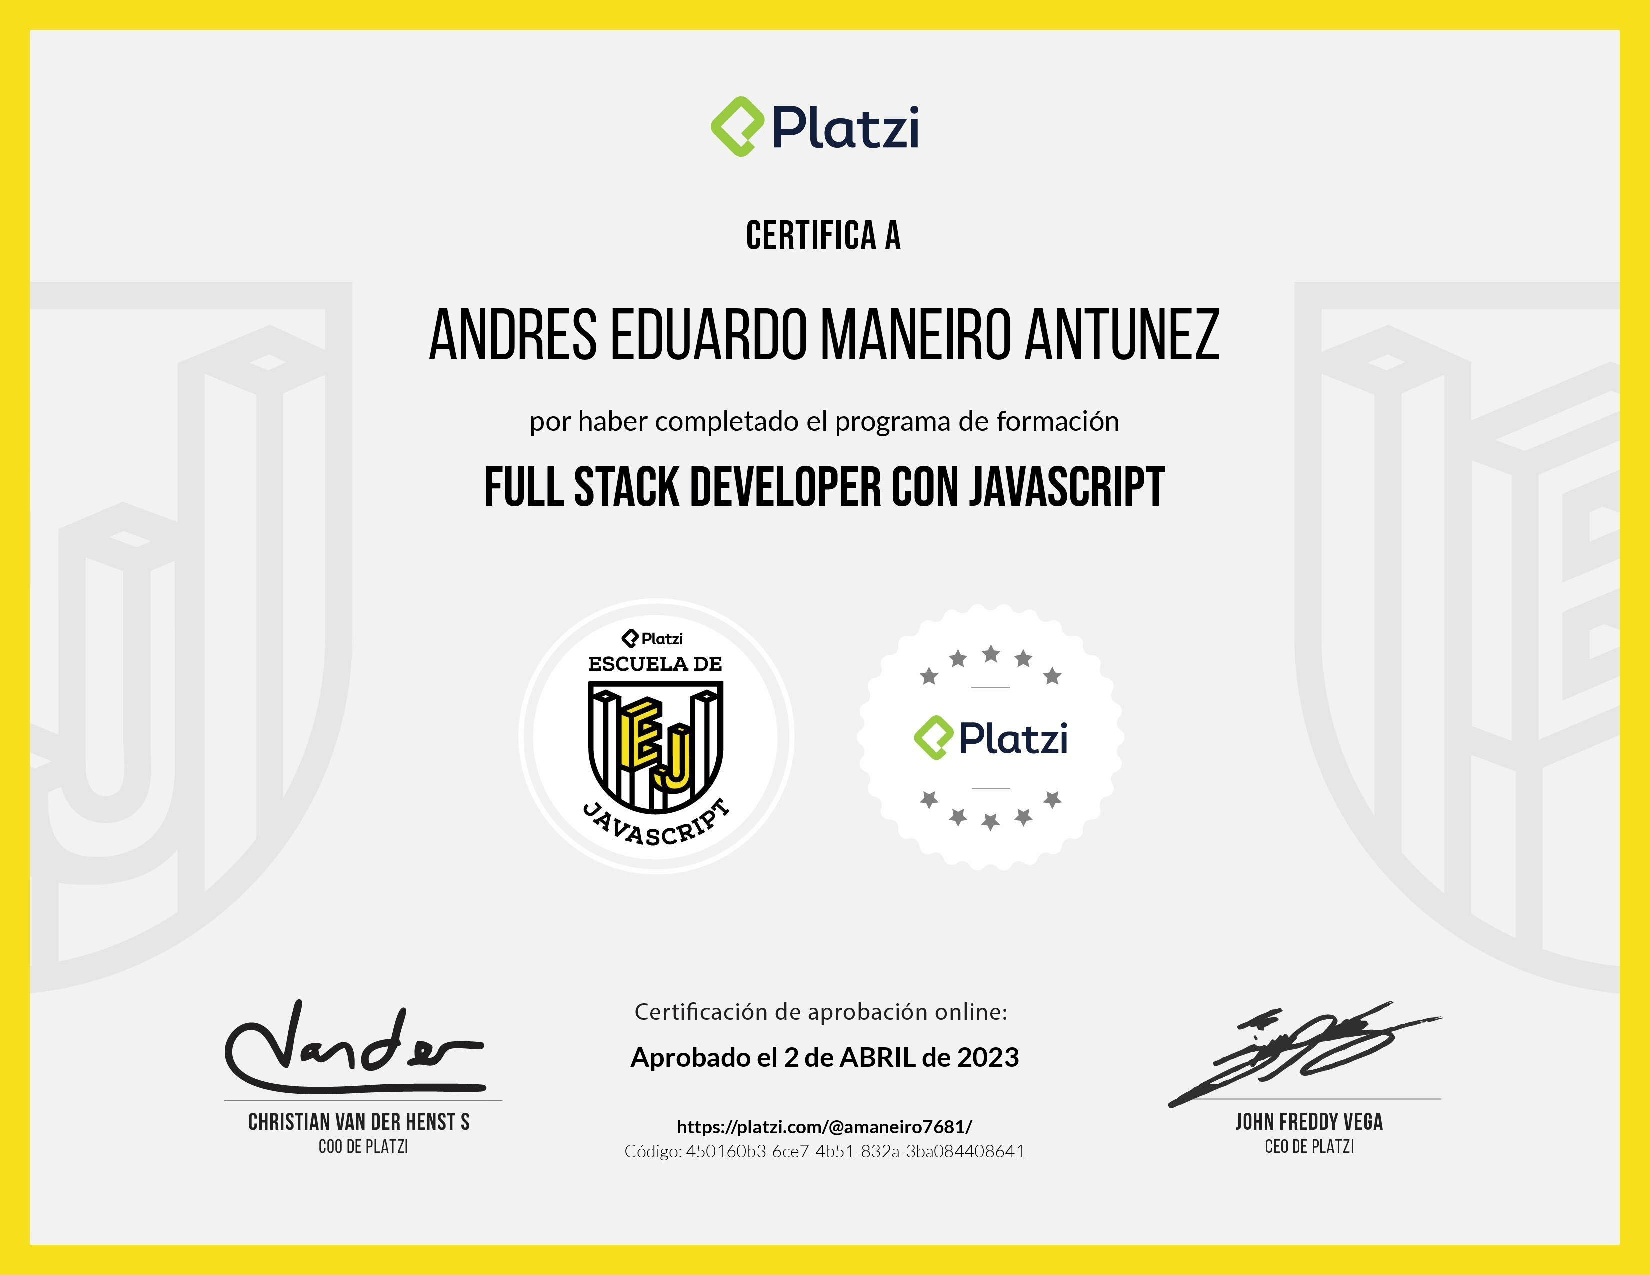 Platzi
CERTIFICA A
ANDRES EDUARDO MANEIRO ANTUNEZ
por haber completado el programa de formación
FULL STACK DEVELOPER CON JAVASCRIPT
Platzi
ESCUELA DE
EJ
JAVASCRIPT
Platzi
Vander
Certificación de aprobación online:
Aprobado el 2 de ABRIL de 2023
CHRISTIAN VAN DER HENST S
COO DE PLATZI
https://platzi.com/@amaneiro7681/
Código: 450160b3-6ce7-4b51-832a-3ba084408641
JOHN FREDDY VEGA
CEO DE PLATZI